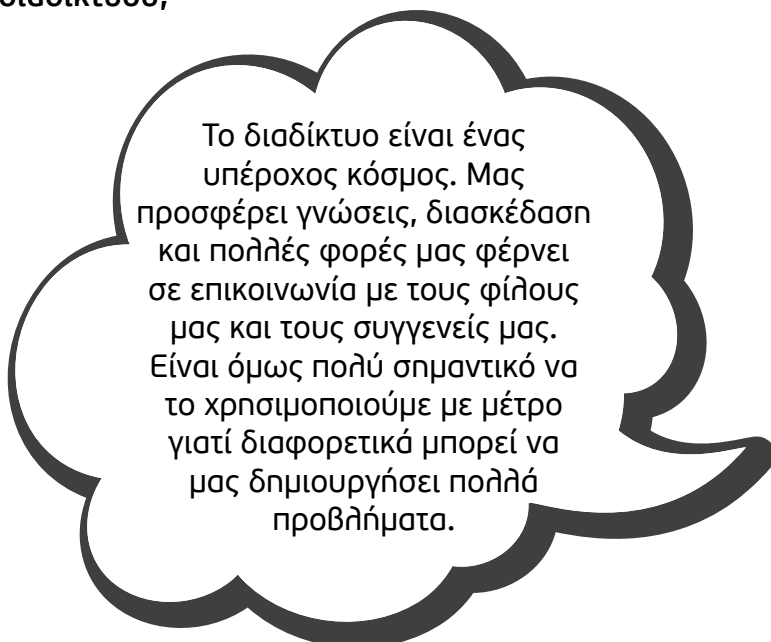 Το διαδίκτυο είναι ένας
υπέροχος κόσμος. Μας
προσφέρει γνώσεις, διασκέδαση
και πολλές φορές μας φέρνει
σε επικοινωνία με τους φίλους
μας και τους συγγενείς μας.
Είναι όμως πολύ σημαντικό να
το χρησιμοποιούμε με μέτρο
γιατί διαφορετικά μπορεί να
μας δημιουργήσει πολλά
προβλήματα.